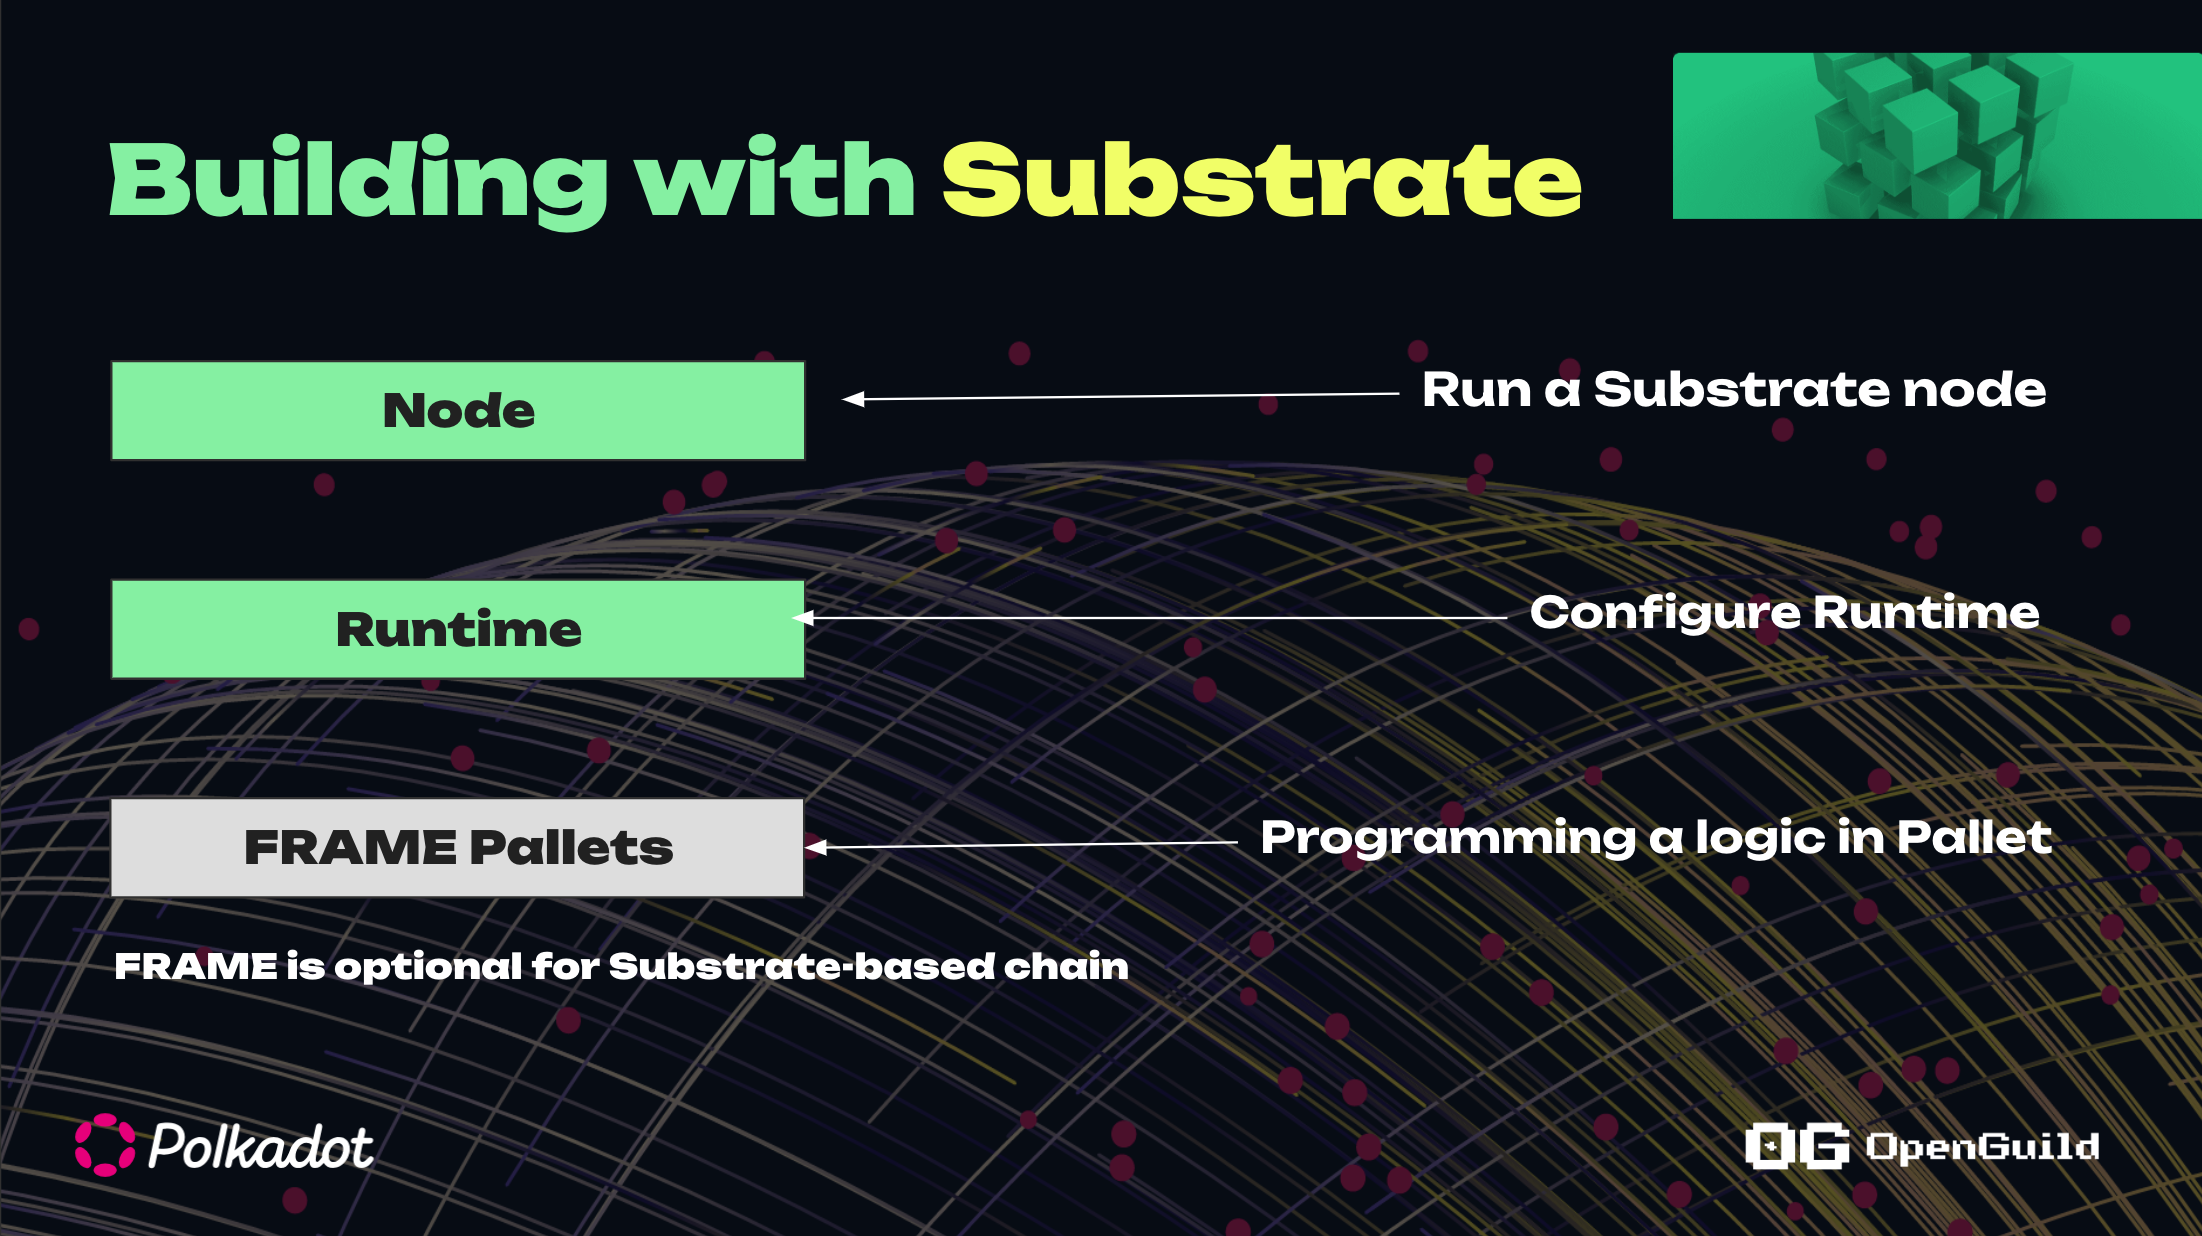 Building with Substrate
Node
Run a Substrate node
Runtime
Configure Runtime
FRAME Pallets
Programming a logic in Pallet
FRAME is optional for Substrate-based chain
Polkadot
OG OpenGuild